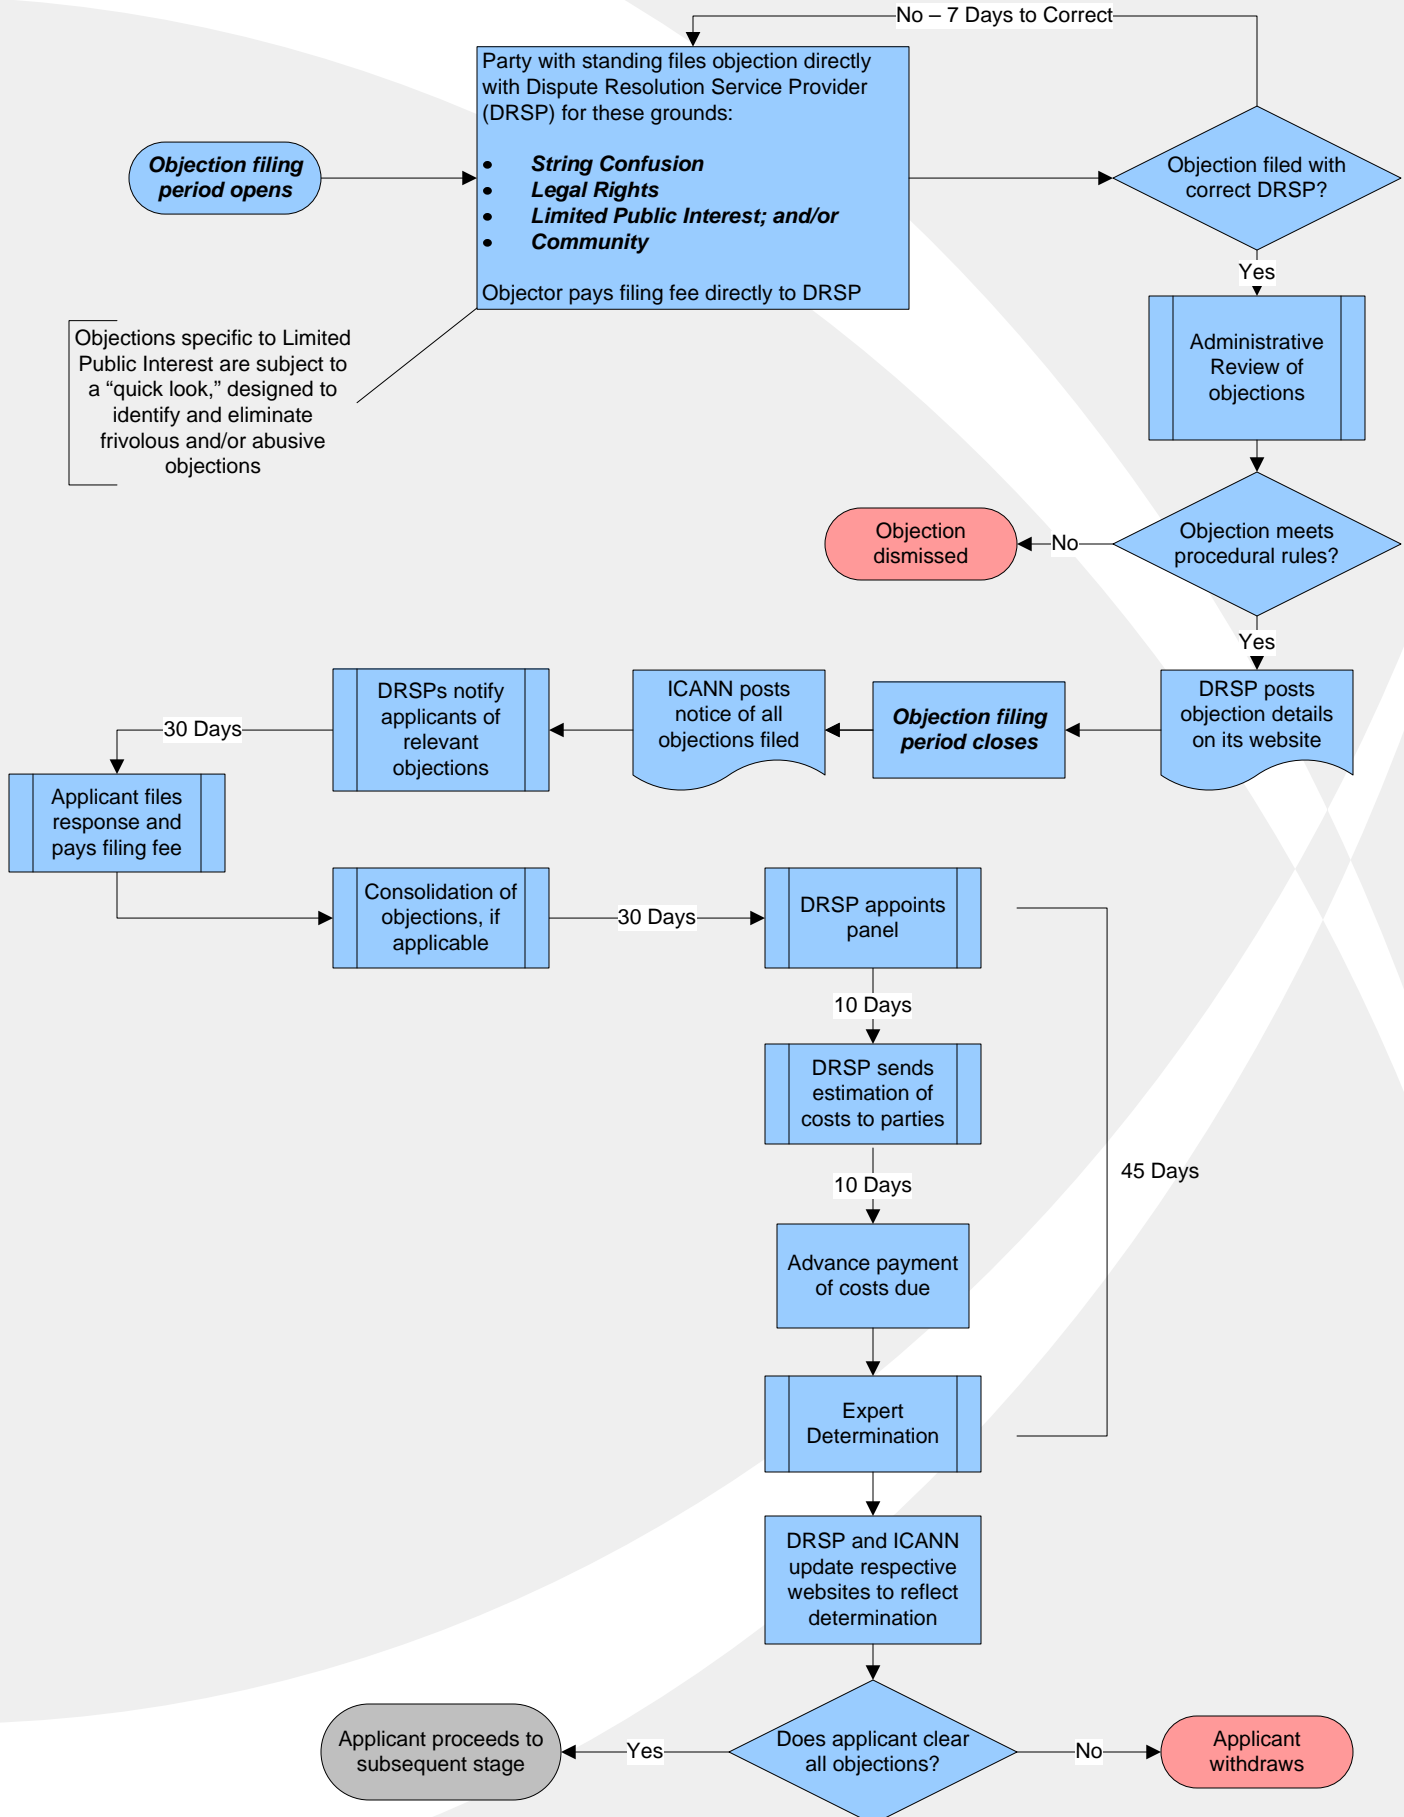 No – 7 Days to Correct
Party with standing files objection directly
with Dispute Resolution Service Provider
(DRSP) for these grounds:
• String Confusion
• Legal Rights
• Limited Public Interest; and/or
• Community
Objector pays filing fee directly to DRSP
Objection filing
period opens
Objection filed with
correct DRSP?
Yes
Objections specific to Limited
Public Interest are subject to
a “quick look,” designed to
identify and eliminate
frivolous and/or abusive
objections
Administrative
Review of
objections
Objection meets
procedural rules?
No
Objection
dismissed
Yes
DRSP posts
objection details
on its website
Objection filing
period closes
ICANN posts
notice of all
objections filed
DRSPs notify
applicants of
relevant
objections
30 Days
Applicant files
response and
pays filing fee
Consolidation of
objections, if
applicable
30 Days
DRSP appoints
panel
10 Days
DRSP sends
estimation of
costs to parties
10 Days
45 Days
Advance payment
of costs due
Expert
Determination
DRSP and ICANN
update respective
websites to reflect
determination
Does applicant clear
all objections?
Yes
Applicant proceeds to
subsequent stage
No
Applicant
withdraws